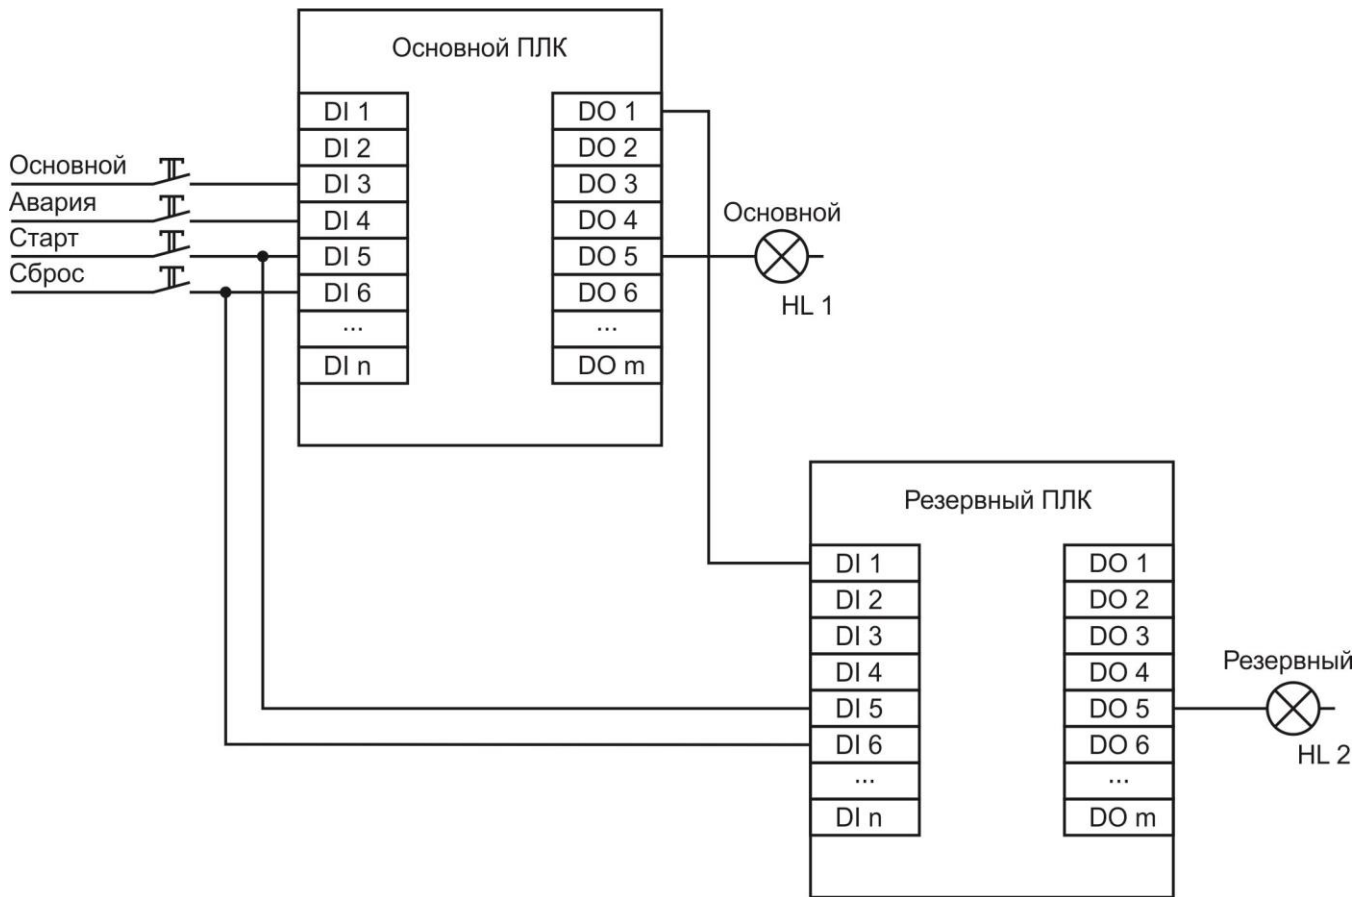 Основной ПЛК
DI 1
DO 1
DI 2
DO 2
Основной
DI 3
DO 3
Авария
DI 4
DO 4
Основной
Старт
DI 5
DO 5
Сброс
DI 6
DO 6
HL 1
...
...
DI n
DO m
Резервный ПЛК
DI 1
DO 1
DI 2
DO 2
DI 3
DO 3
DI 4
DO 4
Резервный
DI 5
DO 5
DI 6
DO 6
HL 2
...
...
DI n
DO m